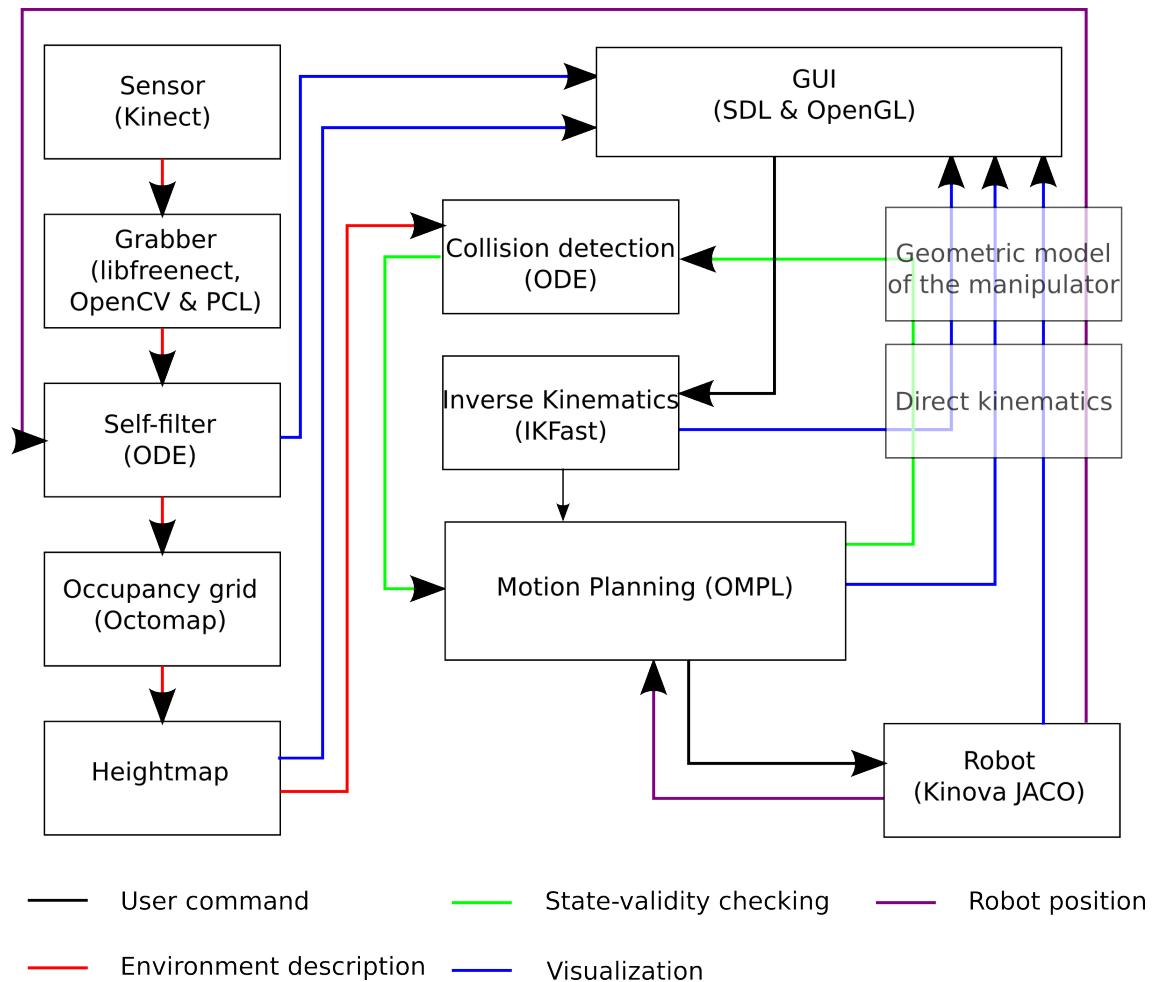 Sensor
(Kinect)
GUI
(SDL & OpenGL)
Grabber
(libfreenect,
OpenCV & PCL)
Collision detection
(ODE)
Geometric model
of the manipulator
Self-filter
(ODE)
Inverse Kinematics
(IKFast)
Direct kinematics
Occupancy grid
(Octomap)
Motion Planning (OMPL)
Heightmap
Robot
(Kinova JACO)
User command
State-validity checking
Robot position
Environment description
Visualization